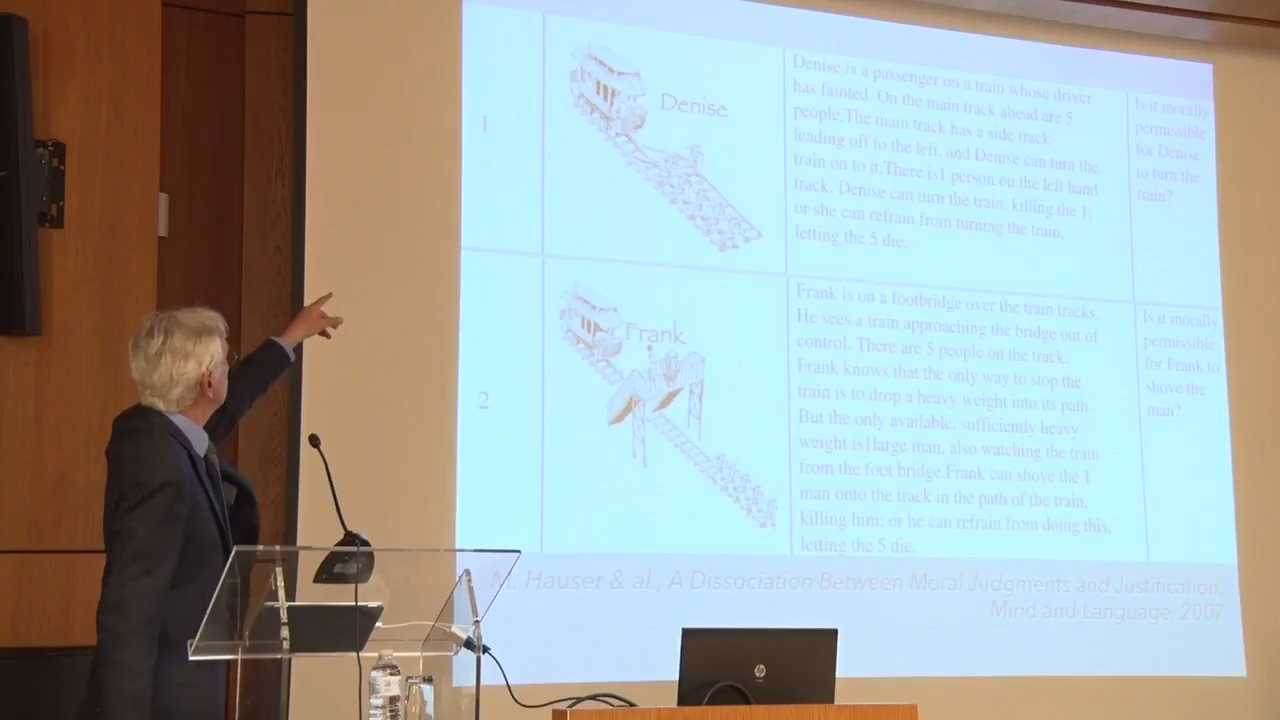 1
Denise
Denise is a passenger on a train whose driver
has fainted. On the main track ahead are 5
people.The main track has a side track
leading off to the left, and Denise can turn the
train on to it.There is1 person on the left hand
track. Denise can turn the train, killing the 1;
or she can refrain from turning the train,
letting the 5 die.
Is it morally
permissible
for Denise
to turn the
train?
2
Frank
Frank is on a footbridge over the train tracks.
He sees a train approaching the bridge out of
control. There are 5 people on the track.
Frank knows that the only way to stop the
train is to drop a heavy weight into its path.
But the only available, sufficiently heavy
weight is1large man, also watching the train
from the foot bridge.Frank can shove the 1
man onto the track in the path of the train,
killing him; or he can refrain from doing this,
letting the 5 die.
Is it morally
permissible
for Frank to
shove the
man?
M. Hauser & al., A Dissociation Between Moral Judgments and Justification,
Mind and Language, 2007
hp